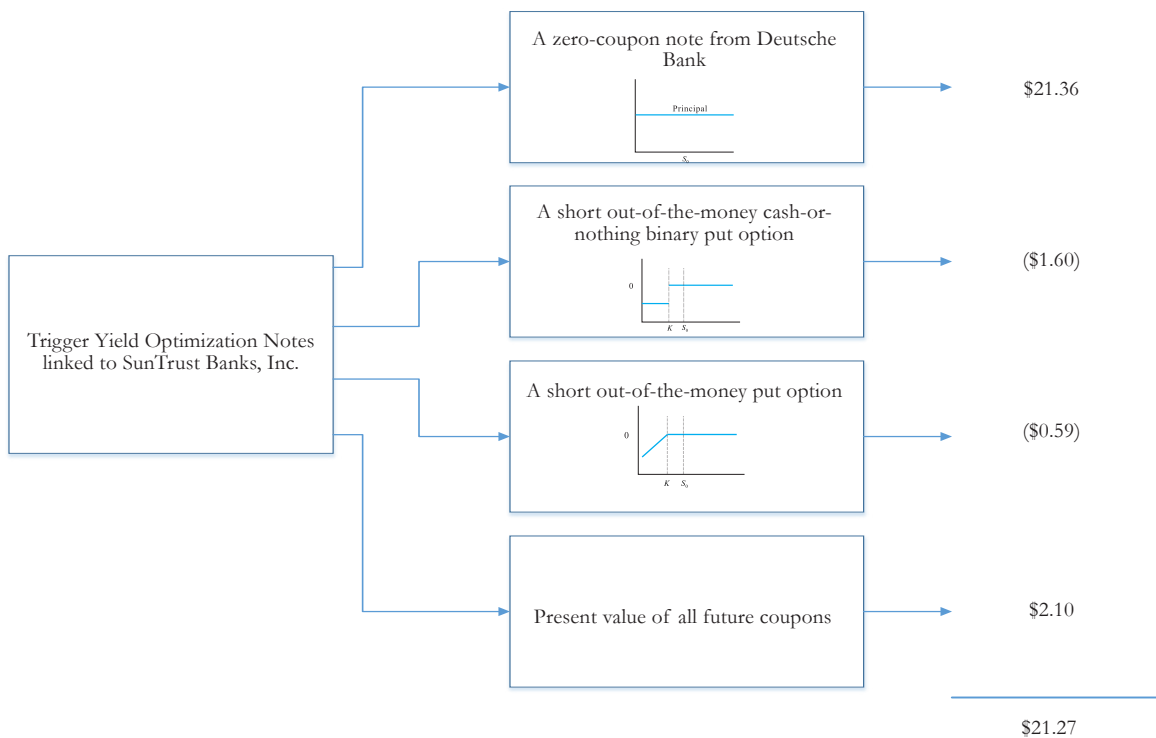 A zero-coupon note from Deutsche
Bank
Principal
S₀
$21.36
A short out-of-the-money cash-or-
nothing binary put option
0
K S₀
($1.60)
Trigger Yield Optimization Notes
linked to SunTrust Banks, Inc.
A short out-of-the-money put option
0
K S₀
($0.59)
Present value of all future coupons
$2.10
$21.27